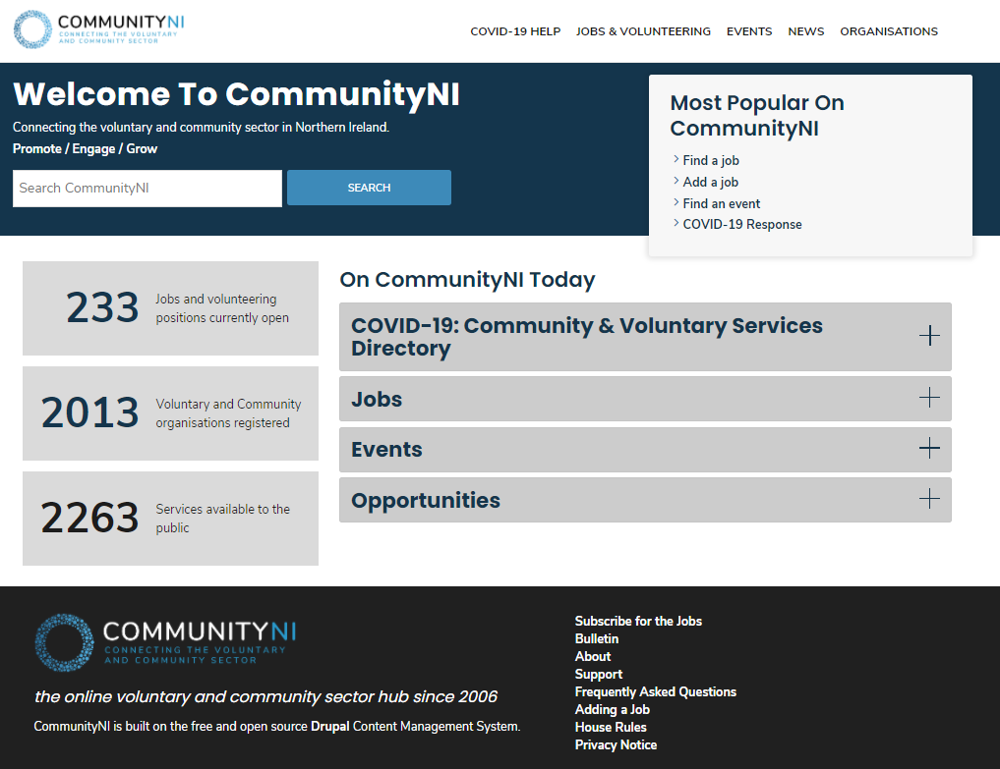 COMMUNITYNI
CONNECTING THE VOLUNTARY
AND COMMUNITY SECTOR
COVID-19 HELP
JOBS & VOLUNTEERING
EVENTS
NEWS
ORGANISATIONS
Welcome To CommunityNI
Connecting the voluntary and community sector in Northern Ireland.
Promote / Engage / Grow
Search CommunityNI
SEARCH
Most Popular On
CommunityNI
Find a job
Add a job
Find an event
COVID-19 Response
233
Jobs and volunteering
positions currently open
2013
Voluntary and Community
organisations registered
2263
Services available to the
public
On CommunityNI Today
COVID-19: Community & Voluntary Services
Directory
Jobs
Events
Opportunities
COMMUNITYNI
CONNECTING THE VOLUNTARY
AND COMMUNITY SECTOR
the online voluntary and community sector hub since 2006
CommunityNI is built on the free and open source Drupal Content Management System.
Subscribe for the Jobs
Bulletin
About
Support
Frequently Asked Questions
Adding a Job
House Rules
Privacy Notice